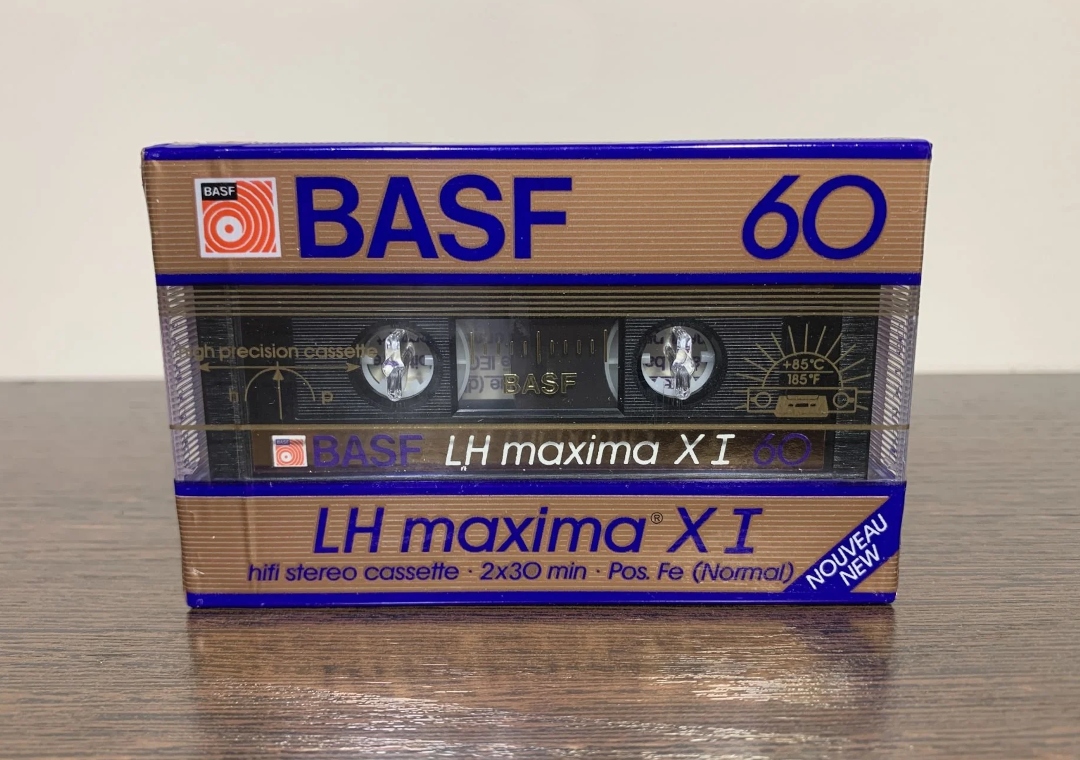 BASF
BASF 60
high precision cassette
BASF
+85°C
185°F
n p
BASF
BASF LH maxima X I 60
LH maxima® X I
hifi stereo cassette · 2x30 min · Pos. Fe (Normal)
NOUVEAU
NEW